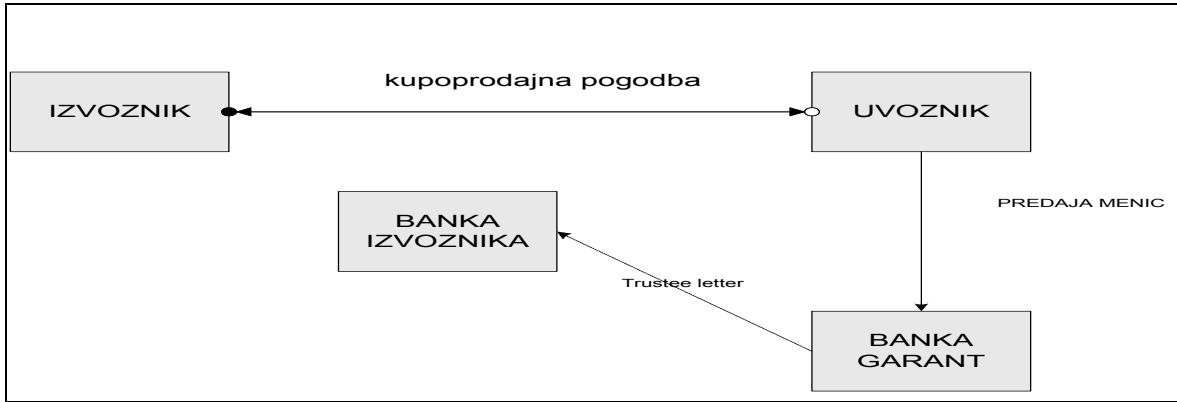 kupoprodajna pogodba
IZVOZNIK
UVOZNIK
PREDAJA MENIC
BANKA
IZVOZNIKA
Trustee letter
BANKA
GARANT